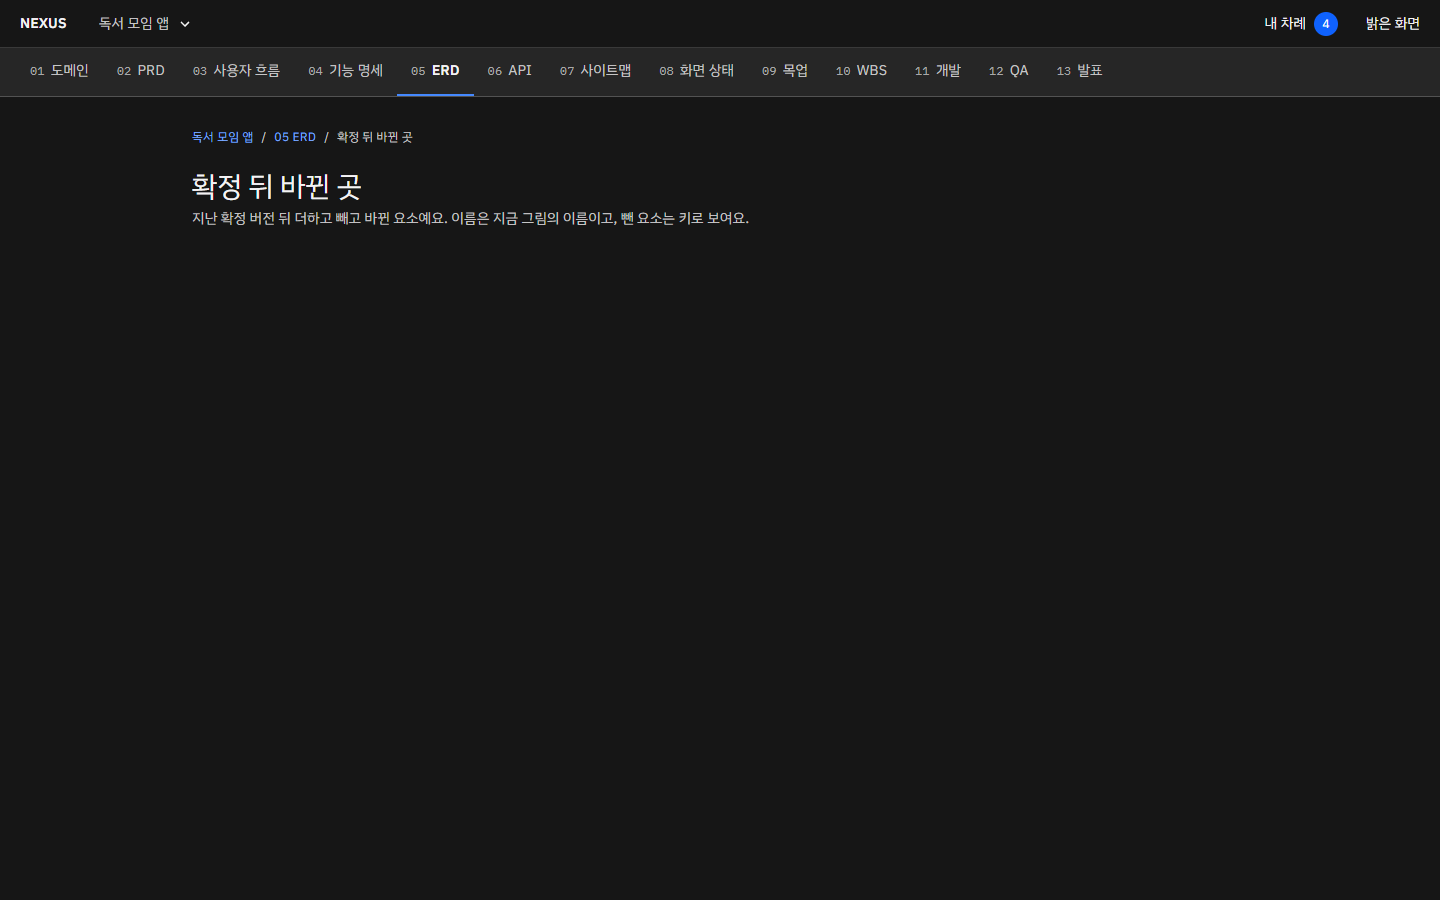 NEXUS 독서 모임 앱 내 차례 4 밝은 화면
01 도메인 02 PRD 03 사용자 흐름 04 기능 명세 05 ERD 06 API 07 사이트맵 08 화면 상태 09 목업 10 WBS 11 개발 12 QA 13 발표
독서 모임 앱 / 05 ERD / 확정 뒤 바뀐 곳
확정 뒤 바뀐 곳
지난 확정 버전 뒤 더하고 빼고 바뀐 요소예요. 이름은 지금 그림의 이름이고, 뺀 요소는 키로 보여요.